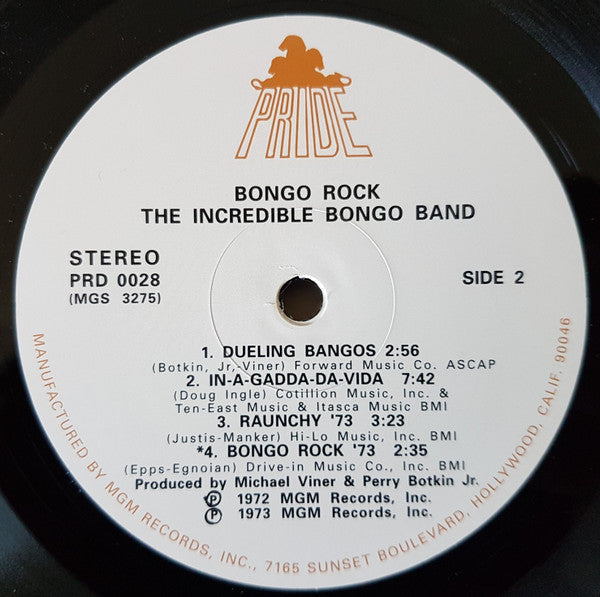 PRIDE
BONGO ROCK
THE INCREDIBLE BONGO BAND
STEREO
PRD 0028
(MGS 3275)
SIDE 2
1. DUELING BANGOS 2:56
(Botkin, Jr,-Viner) Forward Music Co. ASCAP
2. IN-A-GADDA-DA-VIDA 7:42
(Doug Ingle) Cotillion Music, Inc. &
Ten-East Music & Itasca Music BMI
3. RAUNCHY '73 3:23
(Justis-Manker) Hi-Lo Music, Inc. BMI
*4. BONGO ROCK '73 2:35
(Epps-Egnoian) Drive-in Music Co., Inc. BMI
Produced by Michael Viner & Perry Botkin Jr.
*℗ 1972 MGM Records, Inc.
℗ 1973 MGM Records, Inc.
MANUFACTURED BY MGM RECORDS, INC., 7165 SUNSET BOULEVARD, HOLLYWOOD, CALIF. 90046